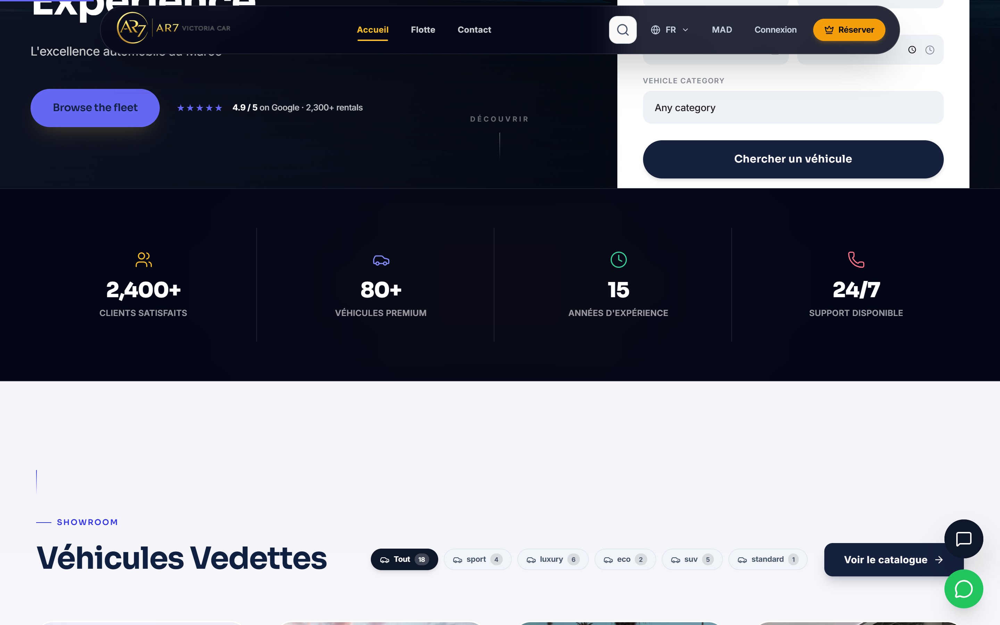 Experience
AR7 | AR7 VICTORIA CAR
Accueil
Flotte
Contact
FR
MAD
Connexion
Réserver
L'excellence automobile au Maroc
Browse the fleet
★★★★★ 4.9 / 5 on Google · 2,300+ rentals
DÉCOUVRIR
VEHICLE CATEGORY
Any category
Chercher un véhicule
2,400+
CLIENTS SATISFAITS
80+
VÉHICULES PREMIUM
15
ANNÉES D'EXPÉRIENCE
24/7
SUPPORT DISPONIBLE
SHOWROOM
Véhicules Vedettes
Tout 18
sport 4
luxury 6
eco 2
suv 5
standard 1
Voir le catalogue →